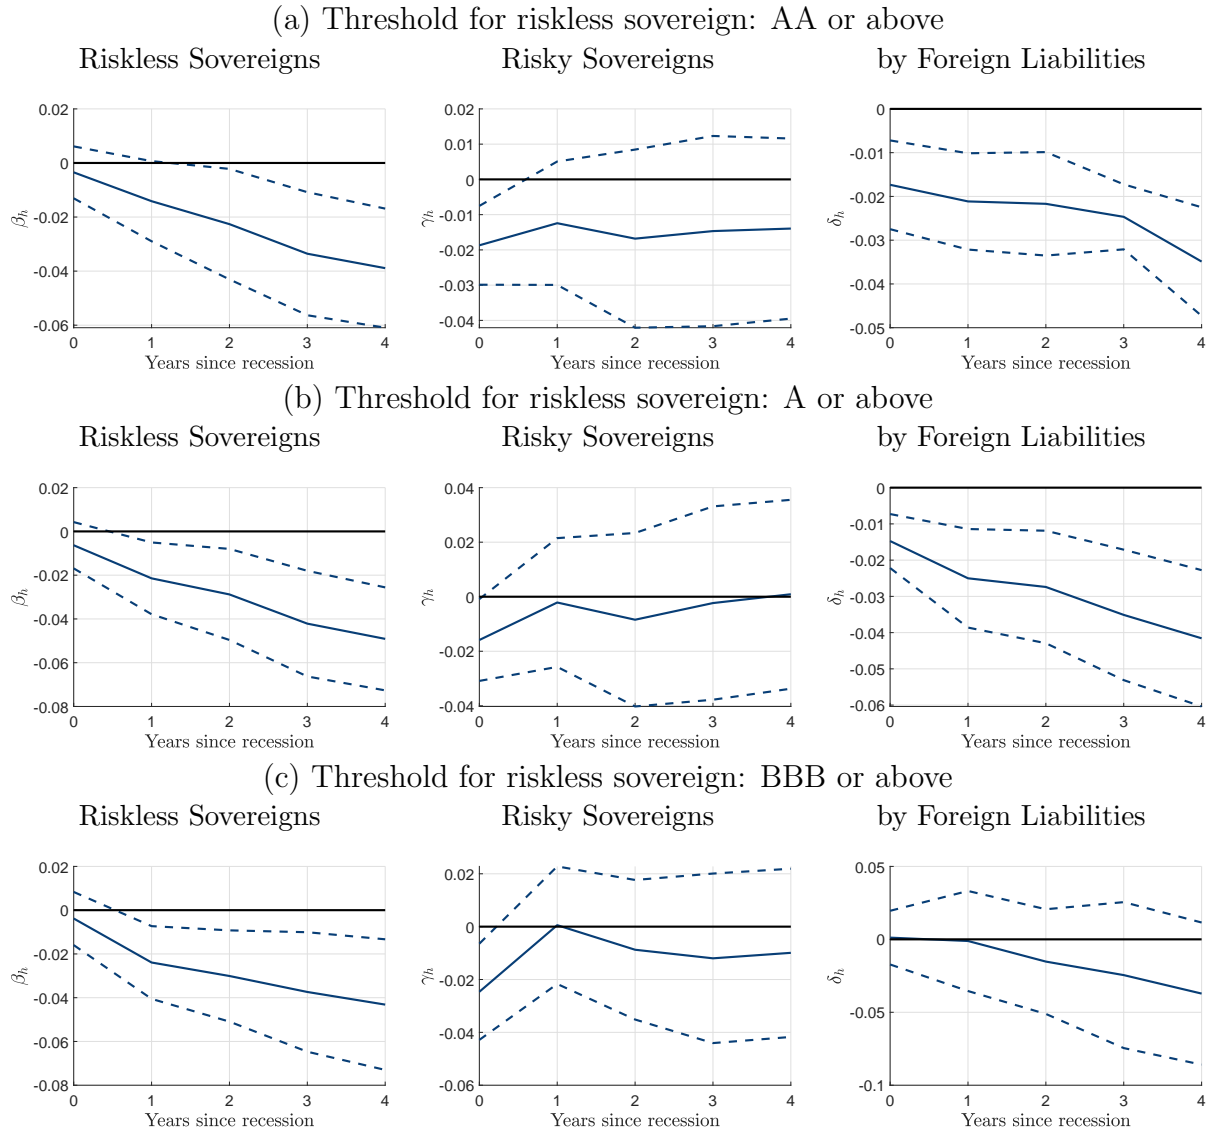 (a) Threshold for riskless sovereign: AA or above
Riskless Sovereigns
Risky Sovereigns
by Foreign Liabilities
0.02
0
-0.02
-0.04
-0.06
β_h
0 1 2 3 4
Years since recession
0.02
0.01
0
-0.01
-0.02
-0.03
-0.04
γ_h
0 1 2 3 4
Years since recession
0
-0.01
-0.02
-0.03
-0.04
-0.05
δ_h
0 1 2 3 4
Years since recession
(b) Threshold for riskless sovereign: A or above
Riskless Sovereigns
Risky Sovereigns
by Foreign Liabilities
0.02
0
-0.02
-0.04
-0.06
-0.08
β_h
0 1 2 3 4
Years since recession
0.04
0.02
0
-0.02
-0.04
γ_h
0 1 2 3 4
Years since recession
0
-0.01
-0.02
-0.03
-0.04
-0.05
-0.06
δ_h
0 1 2 3 4
Years since recession
(c) Threshold for riskless sovereign: BBB or above
Riskless Sovereigns
Risky Sovereigns
by Foreign Liabilities
0.02
0
-0.02
-0.04
-0.06
-0.08
β_h
0 1 2 3 4
Years since recession
0.02
0
-0.02
-0.04
-0.06
γ_h
0 1 2 3 4
Years since recession
0.05
0
-0.05
-0.1
δ_h
0 1 2 3 4
Years since recession